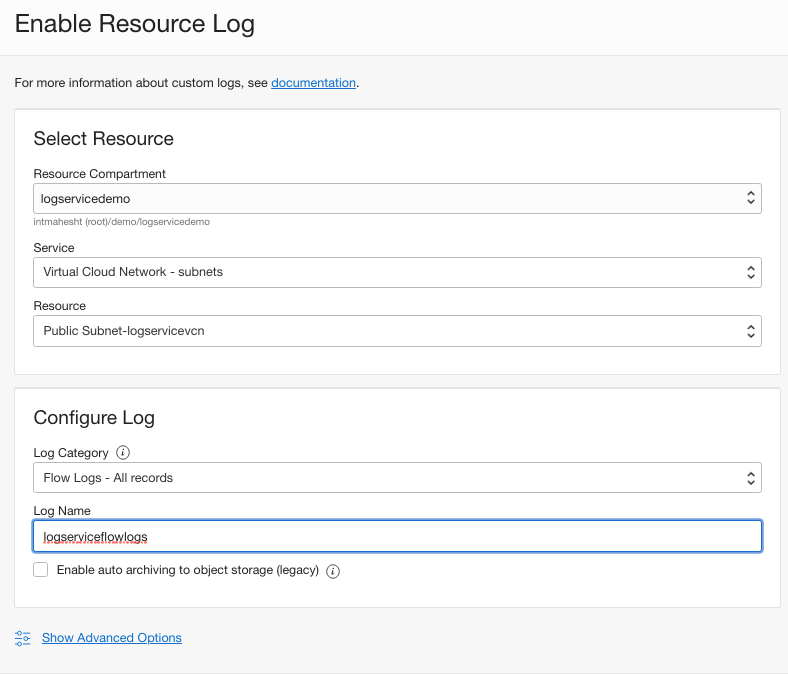 Enable Resource Log
For more information about custom logs, see documentation.
Select Resource
Resource Compartment
logservicedemo
intmahesht (root)/demo/logservicedemo
Service
Virtual Cloud Network - subnets
Resource
Public Subnet-logservicevcn
Configure Log
Log Category
Flow Logs - All records
Log Name
logserviceflowlogs
Enable auto archiving to object storage (legacy)
Show Advanced Options